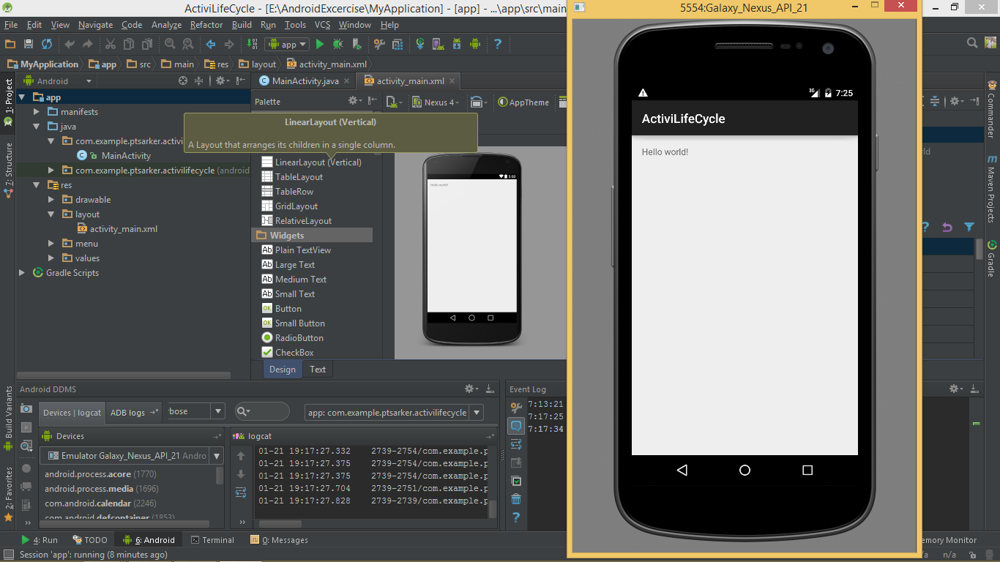 ActiviLifeCycle - [E:\AndroidExcercise\MyApplication] - [app] - ...\app\src\main
5554:Galaxy_Nexus_API_21
File Edit View Navigate Code Analyze Refactor Build Run Tools VCS Window Help
app
MyApplication app src main res layout activity_main.xml
1: Project
7: Structure
Build Variants
2: Favorites
Android
app
manifests
java
com.example.ptsarker.activi
MainActivity
com.example.ptsarker.activilifecycle (android
res
drawable
layout
activity_main.xml
menu
values
Gradle Scripts
MainActivity.java
activity_main.xml
Palette
Nexus 4
AppTheme
LinearLayout (Vertical)
A Layout that arranges its children in a single column.
LinearLayout (Vertical)
TableLayout
TableRow
GridLayout
RelativeLayout
Widgets
Ab Plain TextView
Ab Large Text
Ab Medium Text
Ab Small Text
OK Button
OK Small Button
RadioButton
CheckBox
5:00
Hello world!
Design Text
3G 7:25
ActiviLifeCycle
Hello world!
Commander
Maven Projects
Gradle
Android DDMS
Devices | logcat
ADB logs
bose
app: com.example.ptsarker.activilifecycle
Devices
Emulator Galaxy_Nexus_API_21 Andro
android.process.acore (1770)
android.process.media (1696)
com.android.calendar (2246)
com.android.defcontainer (1853)
logcat
01-21 19:17:27.332 2739-2754/com.example.p
01-21 19:17:27.375 2739-2754/com.example.p
01-21 19:17:27.375 2739-2754/com.example.p
01-21 19:17:27.704 2739-2751/com.example.p
01-21 19:17:27.828 2739-2739/com.example.p
Event Log
7:13:21
7:17:25
7:17:34
4: Run
TODO
6: Android
Terminal
0: Messages
emory Monitor
Session 'app': running (8 minutes ago)
n/a